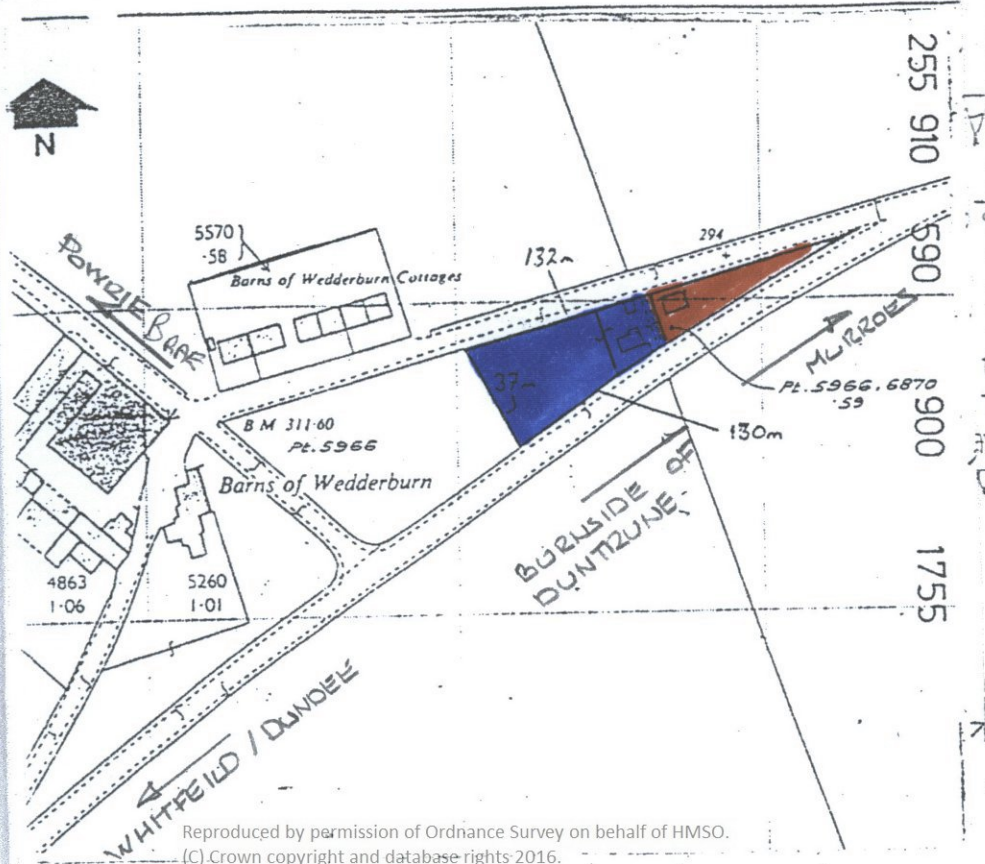 N
255 910
590
900
1755
5570
·58
Barns of Wedderburn Cottages
132m
294
POWRIE BRAE
37m
MURROES
Pt. 5966, 6870
·59
B M 311·60
Pt. 5966
130m
Barns of Wedderburn
BURNSIDE OF
DUNTRUNE
4863
1·06
5260
1·01
WHITFEILD / DUNDEE
Reproduced by permission of Ordnance Survey on behalf of HMSO.
(C) Crown copyright and database rights 2016.